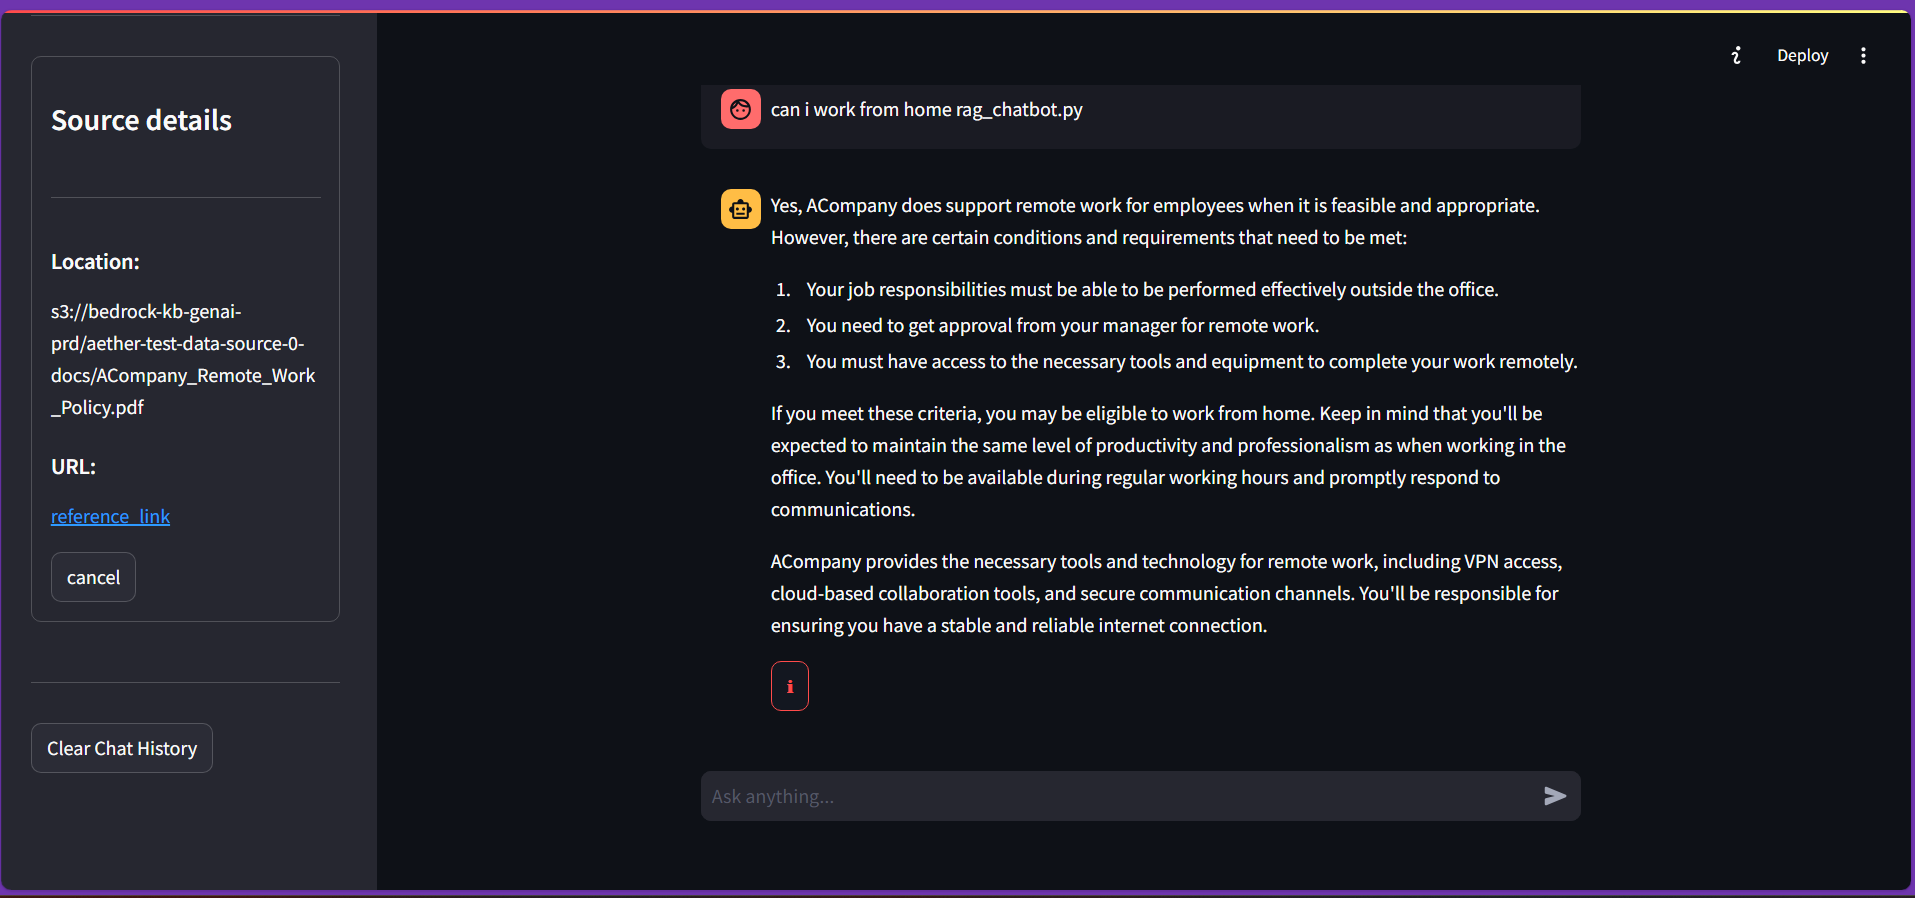 Deploy
Source details
Location:
s3://bedrock-kb-genai-
prd/aether-test-data-source-0-
docs/ACompany_Remote_Work
_Policy.pdf
URL:
reference_link
cancel
Clear Chat History
can i work from home rag_chatbot.py
Yes, ACompany does support remote work for employees when it is feasible and appropriate.
However, there are certain conditions and requirements that need to be met:
1. Your job responsibilities must be able to be performed effectively outside the office.
2. You need to get approval from your manager for remote work.
3. You must have access to the necessary tools and equipment to complete your work remotely.
If you meet these criteria, you may be eligible to work from home. Keep in mind that you'll be
expected to maintain the same level of productivity and professionalism as when working in the
office. You'll need to be available during regular working hours and promptly respond to
communications.
ACompany provides the necessary tools and technology for remote work, including VPN access,
cloud-based collaboration tools, and secure communication channels. You'll be responsible for
ensuring you have a stable and reliable internet connection.
i
Ask anything...